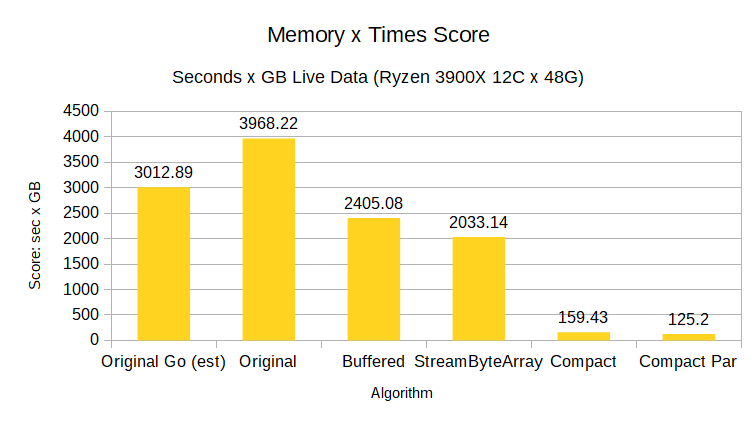 Memory x Times Score
Seconds x GB Live Data (Ryzen 3900X 12C x 48G)
Score: sec x GB
4500
4000
3500
3000
2500
2000
1500
1000
500
0
3012.89
3968.22
2405.08
2033.14
159.43
125.2
Original Go (est)
Original
Buffered
StreamByteArray
Compact
Compact Par
Algorithm